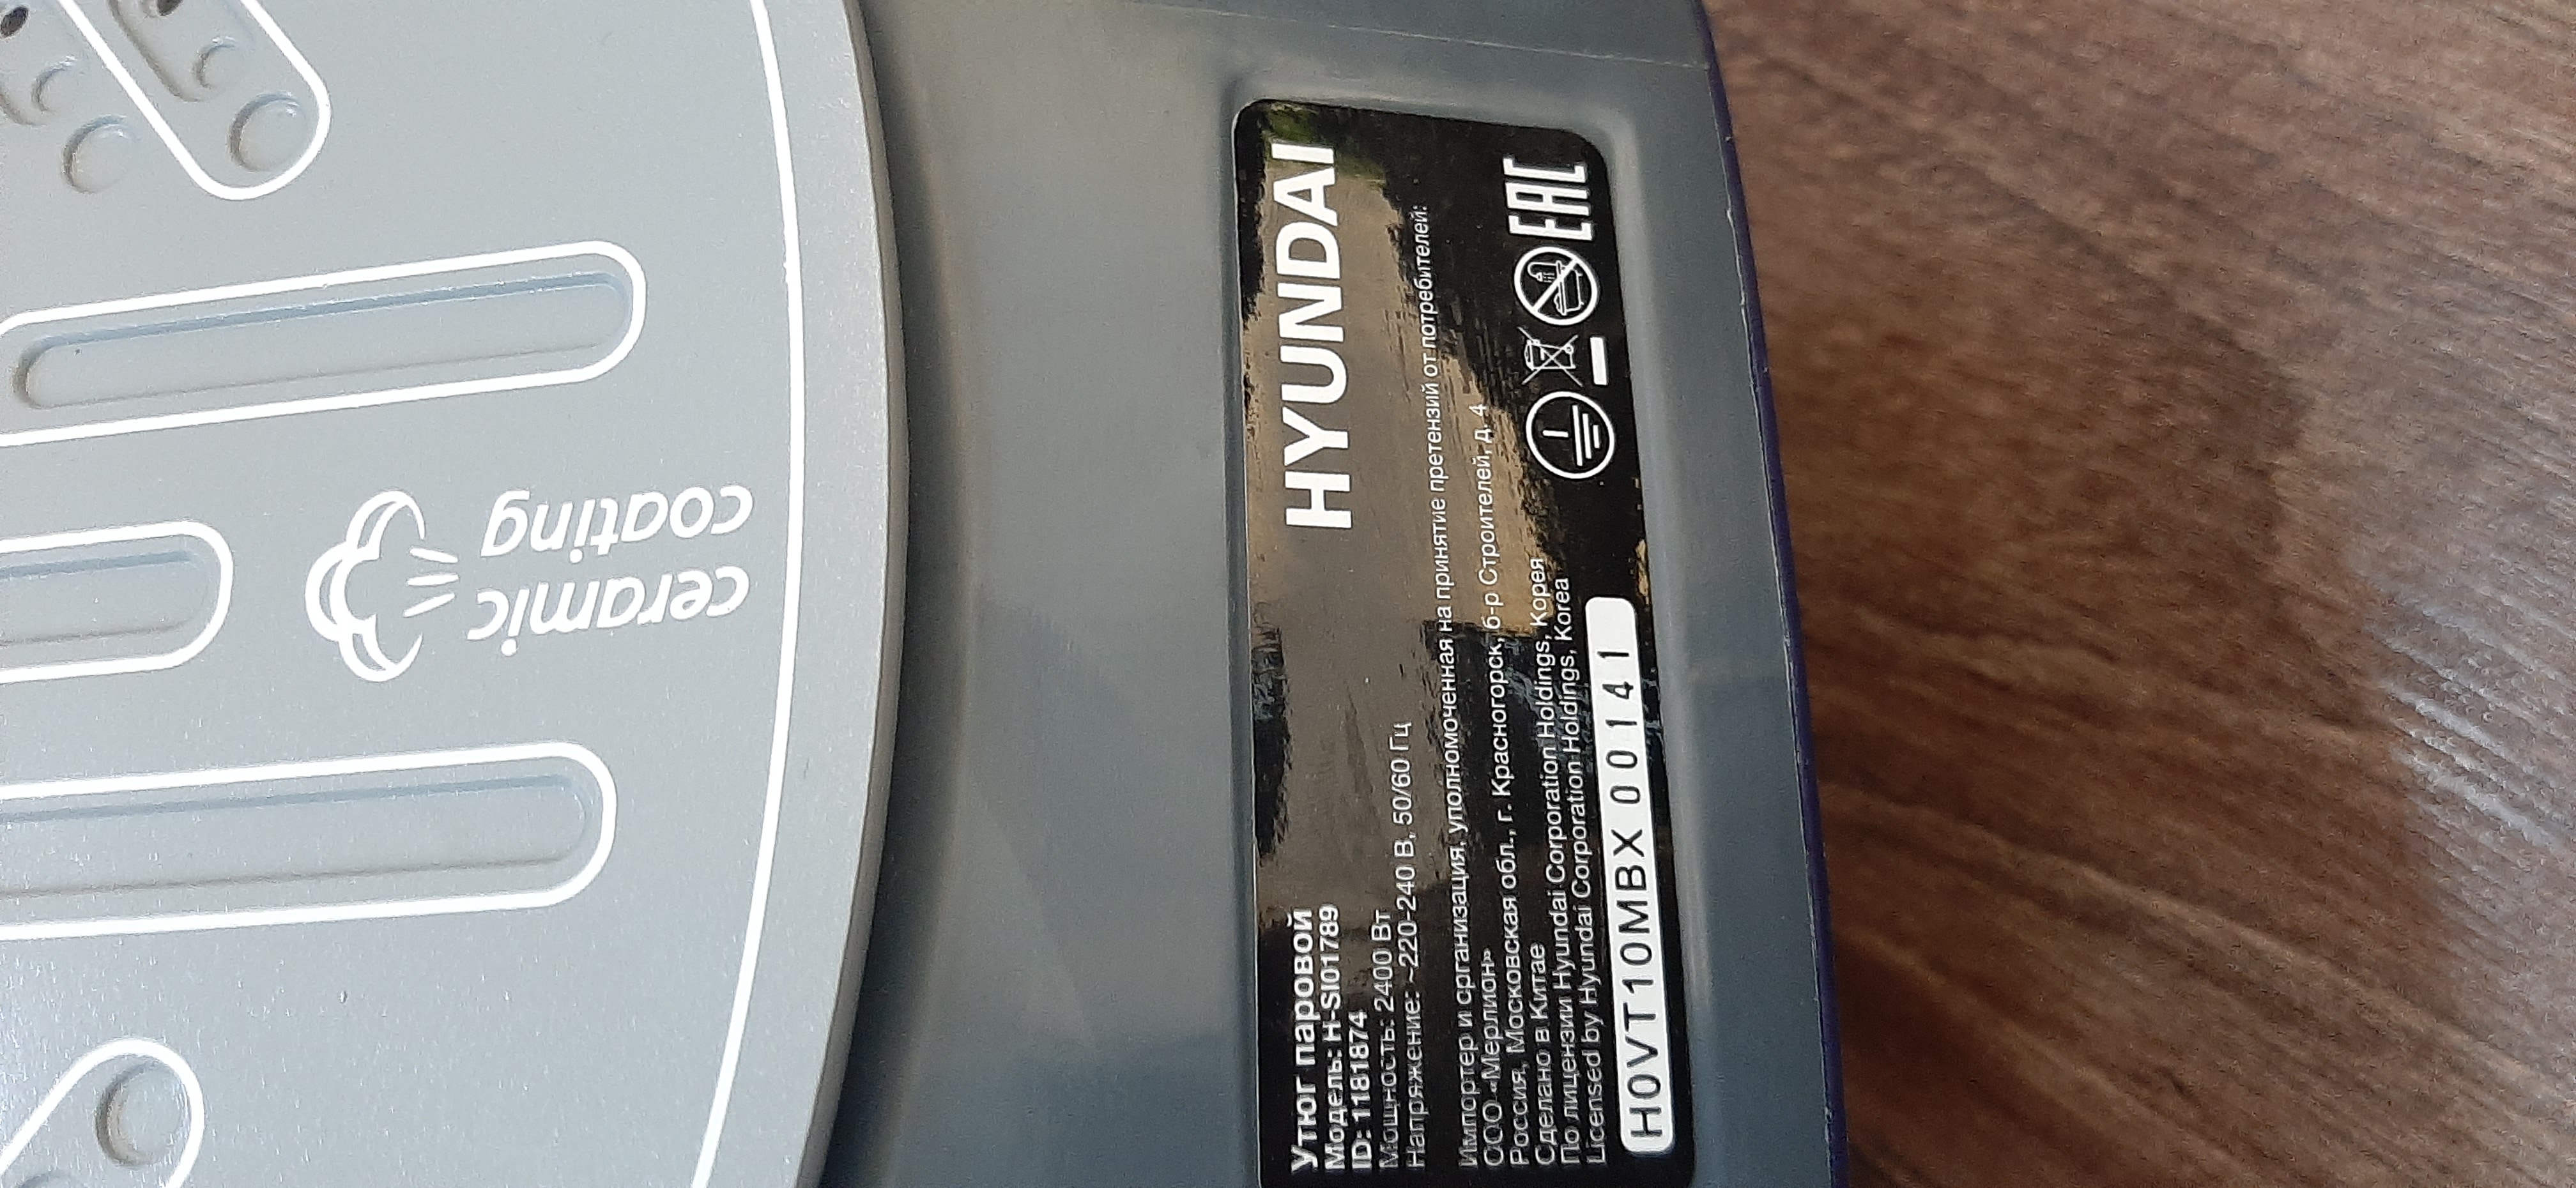 ceramic
coating
HYUNDAI
Утюг паровой
Модель: H-SI01789
ID: 1181874
Мощность: 2400 Вт
Напряжение: ~220-240 В, 50/60 Гц
Импортер и организация, уполномоченная на принятие претензий от потребителей:
ООО «Мерлион»
Россия, Московская обл., г. Красногорск, б-р Строителей, д. 4
Сделано в Китае
По лицензии Hyundai Corporation Holdings, Корея
Licensed by Hyundai Corporation Holdings, Korea
EAC
H0VT10MBX00141